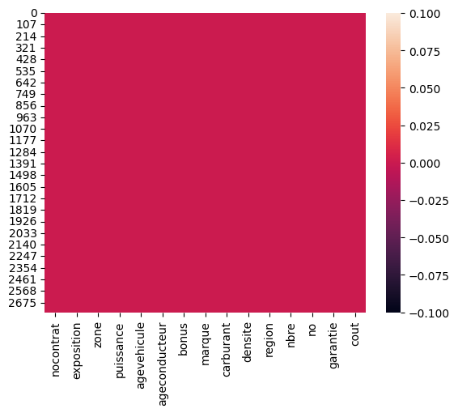 0
107
214
321
428
535
642
749
856
963
1070
1177
1284
1391
1498
1605
1712
1819
1926
2033
2140
2247
2354
2461
2568
2675
nocontrat
exposition
zone
puissance
agevehicule
ageconducteur
bonus
marque
carburant
densite
region
nbre
no
garantie
cout
0.100
0.075
0.050
0.025
0.000
−0.025
−0.050
−0.075
−0.100